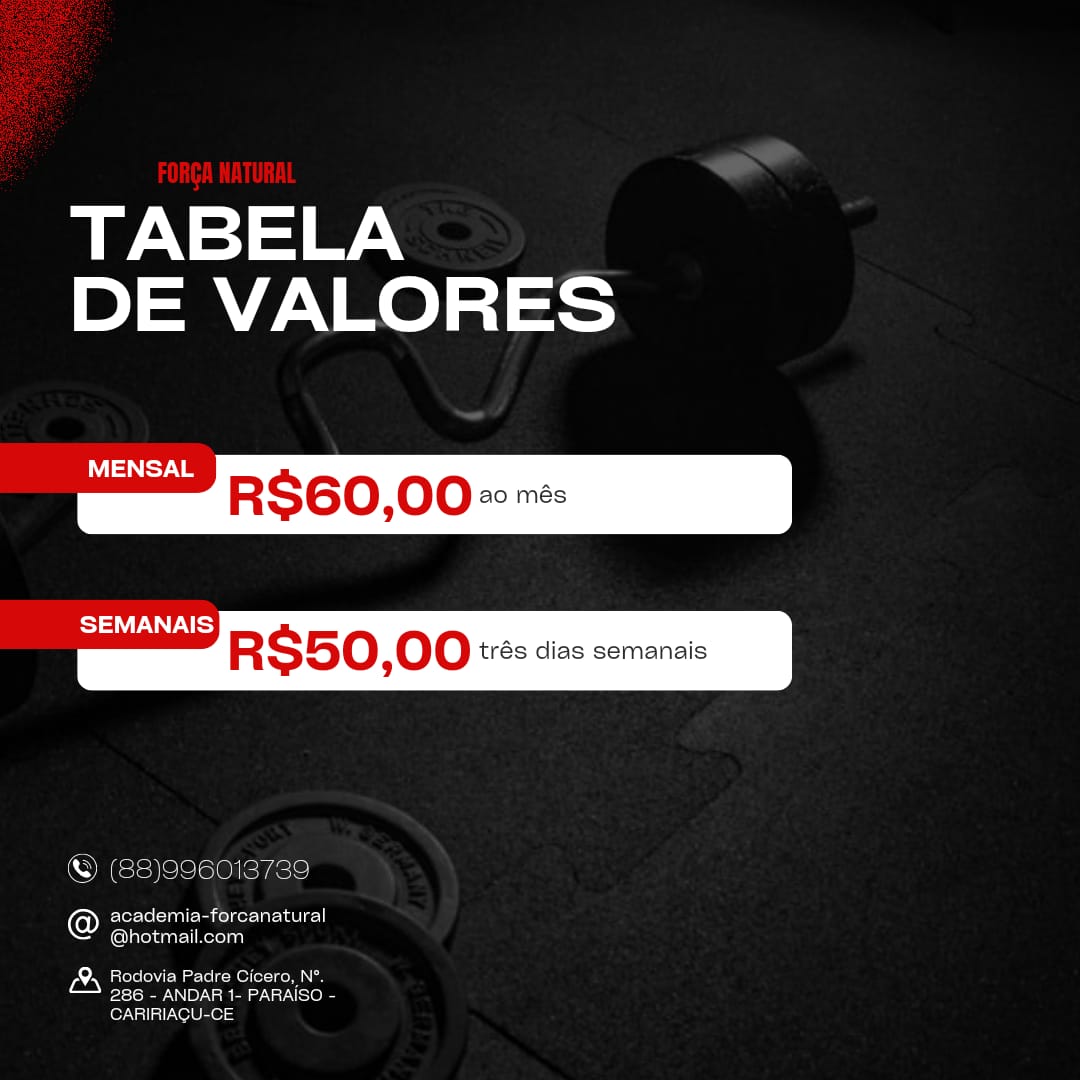 FORÇA NATURAL
TABELA
DE VALORES
MENSAL
R$60,00 ao mês
SEMANAIS
R$50,00 três dias semanais
(88)996013739
academia-forcanatural
@hotmail.com
Rodovia Padre Cícero, N°.
286 - ANDAR 1- PARAÍSO -
CARIRIAÇU-CE
W. GERMANY